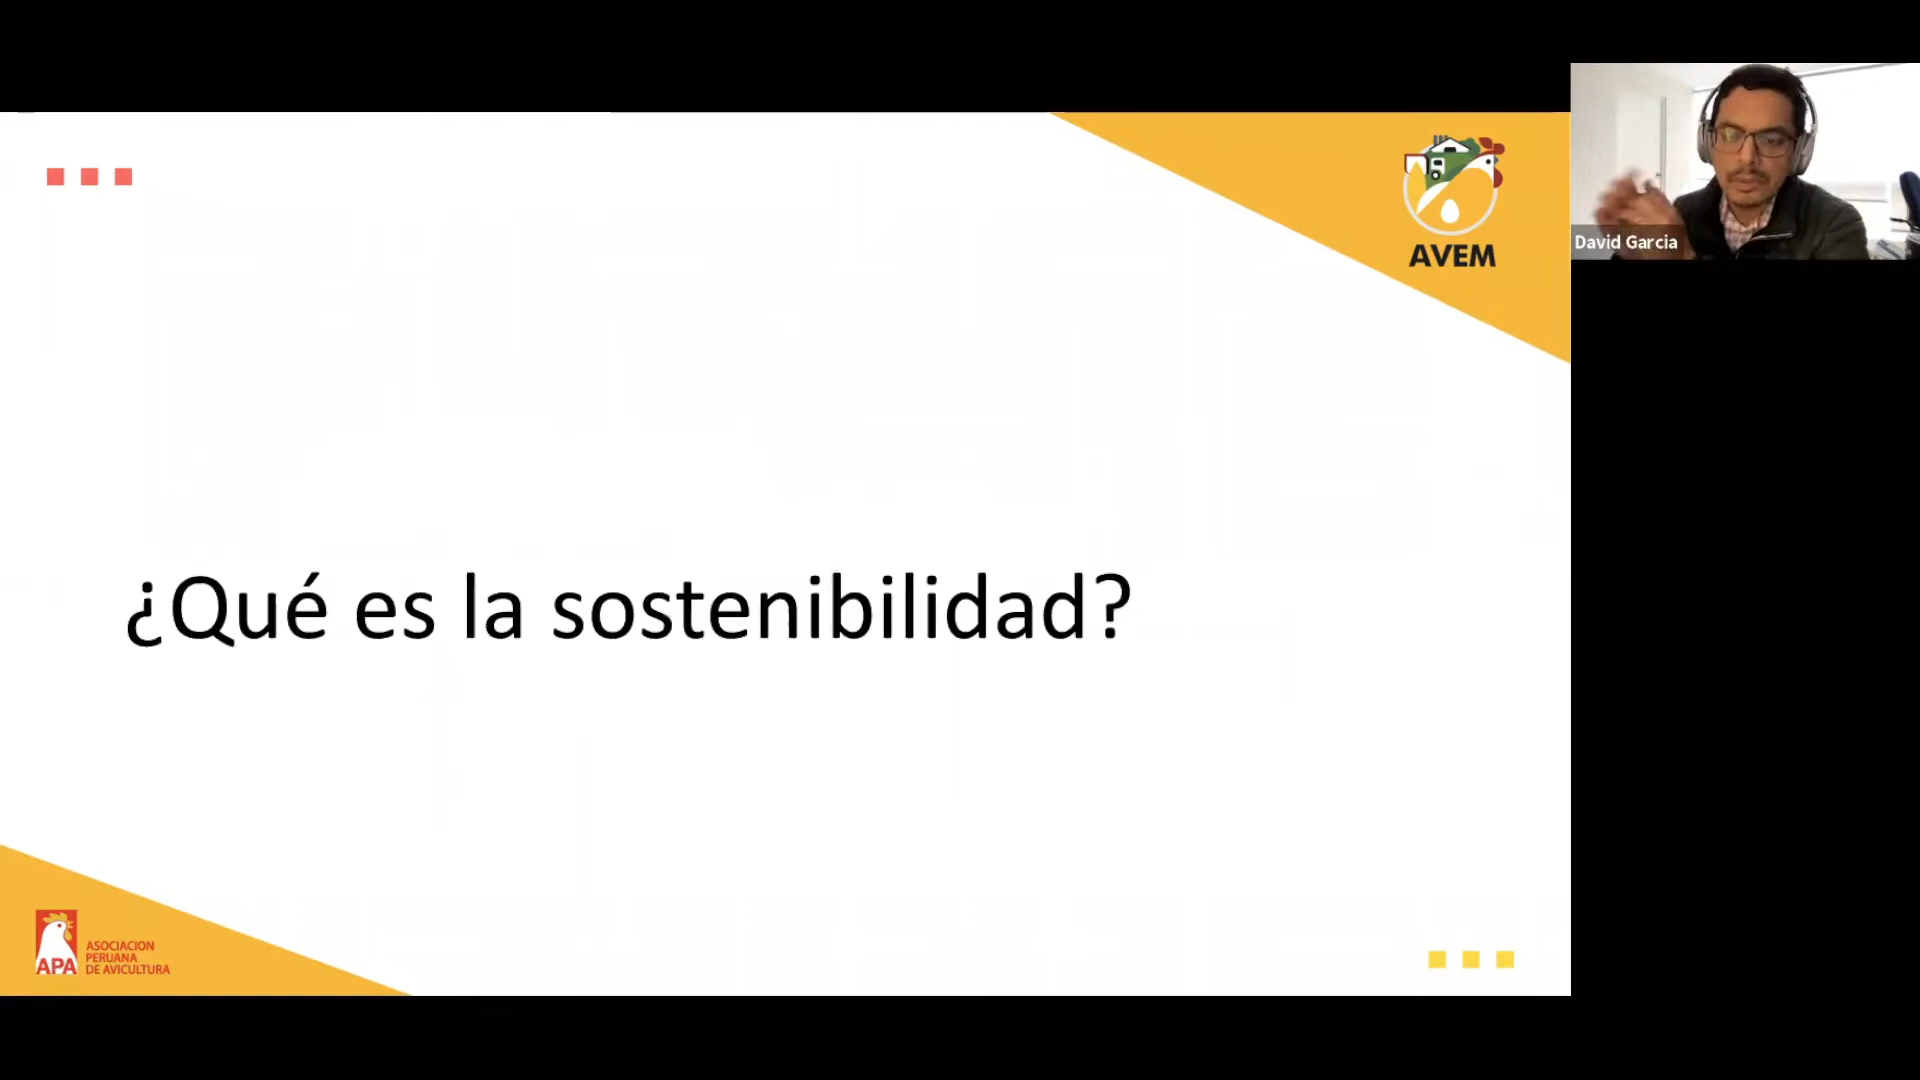 AVEM
David Garcia
¿Qué es la sostenibilidad?
APA
ASOCIACION
PERUANA
DE AVICULTURA